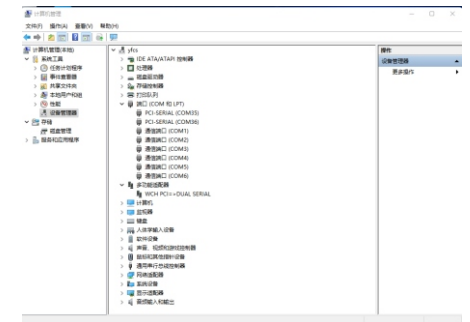 计算机管理
文件(F) 操作(A) 查看(V) 帮助(H)
计算机管理(本地)
系统工具
任务计划程序
事件查看器
共享文件夹
本地用户和组
性能
设备管理器
存储
磁盘管理
服务和应用程序
yfcs
IDE ATA/ATAPI 控制器
处理器
磁盘驱动器
存储控制器
打印队列
端口 (COM 和 LPT)
PCI-SERIAL (COM35)
PCI-SERIAL (COM36)
通信端口 (COM1)
通信端口 (COM2)
通信端口 (COM3)
通信端口 (COM4)
通信端口 (COM5)
通信端口 (COM6)
多功能适配器
WCH PCI<=>DUAL SERIAL
计算机
监视器
键盘
人体学输入设备
软件设备
声音、视频和游戏控制器
鼠标和其他指针设备
通用串行总线控制器
网络适配器
系统设备
显示适配器
音频输入和输出
操作
设备管理器
更多操作